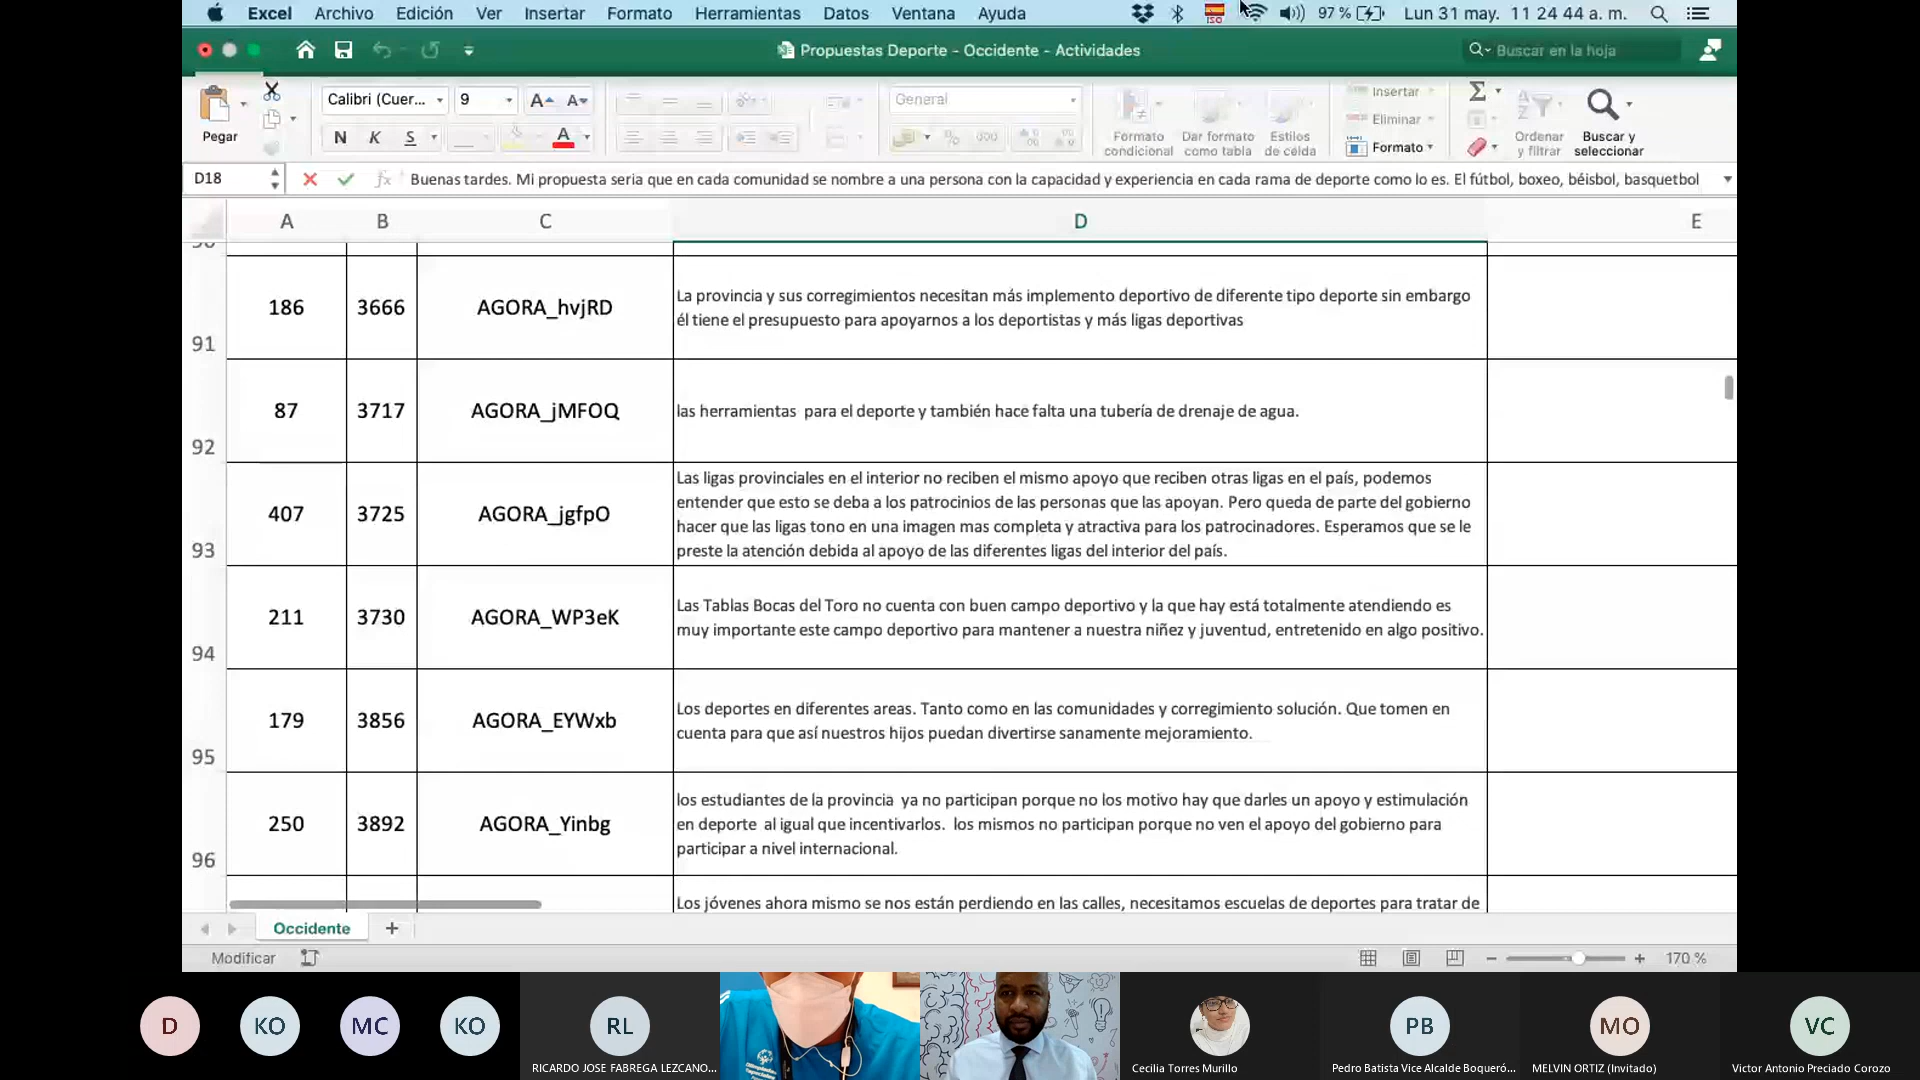 Excel Archivo Edición Ver Insertar Formato Herramientas Datos Ventana Ayuda ISO 97 % Lun 31 may. 11 24 44 a. m.
Propuestas Deporte - Occidente - Actividades Buscar en la hoja
Calibri (Cuer... 9 A A General Insertar
Eliminar
Formato
Pegar N K S A % 000 Formato condicional Dar formato como tabla Estilos de celda Ordenar y filtrar Buscar y seleccionar
D18 fx Buenas tardes. Mi propuesta seria que en cada comunidad se nombre a una persona con la capacidad y experiencia en cada rama de deporte como lo es. El fútbol, boxeo, béisbol, basquetbol
A B C D E
91 186 3666 AGORA_hvjRD La provincia y sus corregimientos necesitan más implemento deportivo de diferente tipo deporte sin embargo
él tiene el presupuesto para apoyarnos a los deportistas y más ligas deportivas
92 87 3717 AGORA_jMFOQ las herramientas para el deporte y también hace falta una tubería de drenaje de agua.
93 407 3725 AGORA_jgfpO Las ligas provinciales en el interior no reciben el mismo apoyo que reciben otras ligas en el país, podemos
entender que esto se deba a los patrocinios de las personas que las apoyan. Pero queda de parte del gobierno
hacer que las ligas tono en una imagen mas completa y atractiva para los patrocinadores. Esperamos que se le
preste la atención debida al apoyo de las diferentes ligas del interior del país.
94 211 3730 AGORA_WP3eK Las Tablas Bocas del Toro no cuenta con buen campo deportivo y la que hay está totalmente atendiendo es
muy importante este campo deportivo para mantener a nuestra niñez y juventud, entretenido en algo positivo.
95 179 3856 AGORA_EYWxb Los deportes en diferentes areas. Tanto como en las comunidades y corregimiento solución. Que tomen en
cuenta para que así nuestros hijos puedan divertirse sanamente mejoramiento.
96 250 3892 AGORA_Yinbg los estudiantes de la provincia ya no participan porque no los motivo hay que darles un apoyo y estimulación
en deporte al igual que incentivarlos. los mismos no participan porque no ven el apoyo del gobierno para
participar a nivel internacional.
Los jóvenes ahora mismo se nos están perdiendo en las calles, necesitamos escuelas de deportes para tratar de
Occidente +
Modificar 170 %
D KO MC KO RL PB MO VC
RICARDO JOSE FABREGA LEZCANO... Cecilia Torres Murillo Pedro Batista Vice Alcalde Boqueró... MELVIN ORTIZ (Invitado) Victor Antonio Preciado Corozo